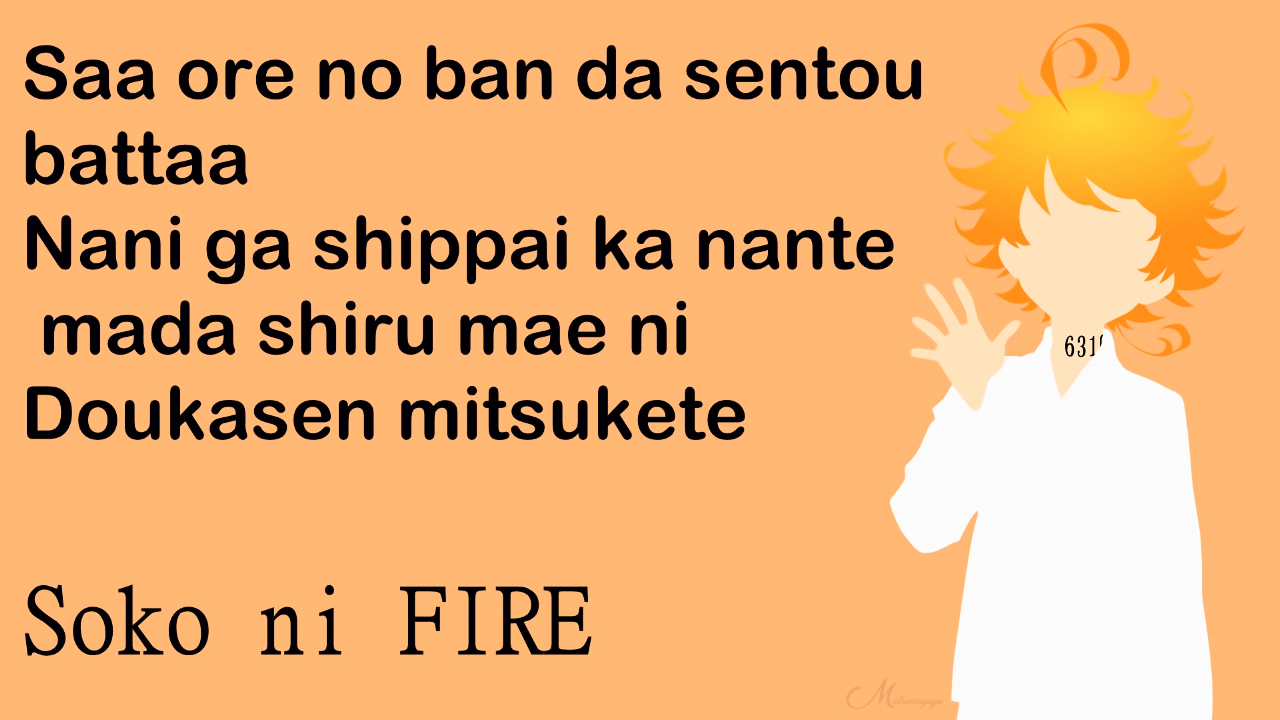 Saa ore no ban da sentou
battaa
Nani ga shippai ka nante
mada shiru mae ni
Doukasen mitsukete
Soko ni FIRE